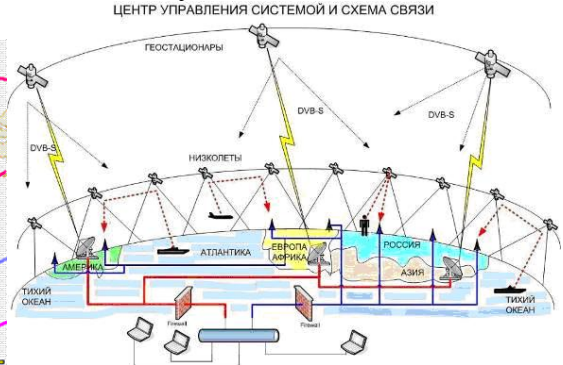 ЦЕНТР УПРАВЛЕНИЯ СИСТЕМОЙ И СХЕМА СВЯЗИ
ГЕОСТАЦИОНАРЫ
DVB-S
DVB-S
DVB-S
НИЗКОЛЕТЫ
АТЛАНТИКА
ЕВРОПА
АФРИКА
РОССИЯ
АМЕРИКА
АЗИЯ
ТИХИЙ
ОКЕАН
ТИХИЙ
ОКЕАН
Firewall
Firewall